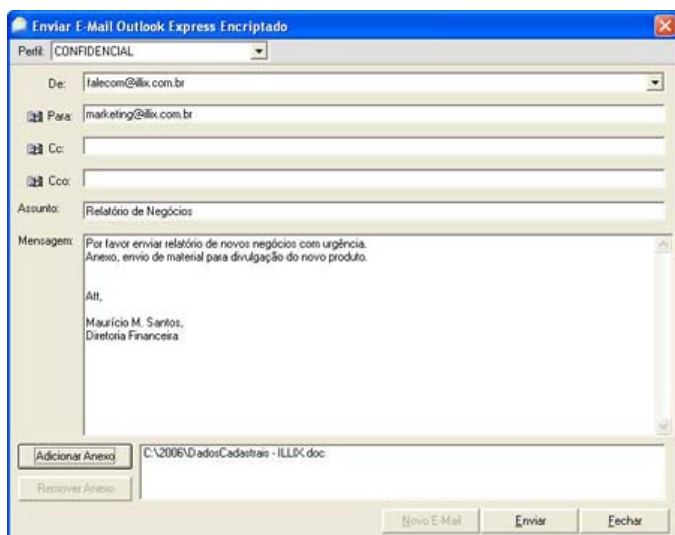 Enviar E-Mail Outlook Express Encriptado
Perfil: CONFIDENCIAL
De: falecom@illix.com.br
Para: marketing@illix.com.br
Cc:
Cco:
Assunto: Relatório de Negócios
Mensagem: Por favor enviar relatório de novos negócios com urgência.
Anexo, envio de material para divulgação do novo produto.
Att,
Maurício M. Santos,
Diretoria Financeira
Adicionar Anexo C:\2006\DadosCadastrais - ILLIX.doc
Remover Anexo
Novo E-Mail Enviar Fechar